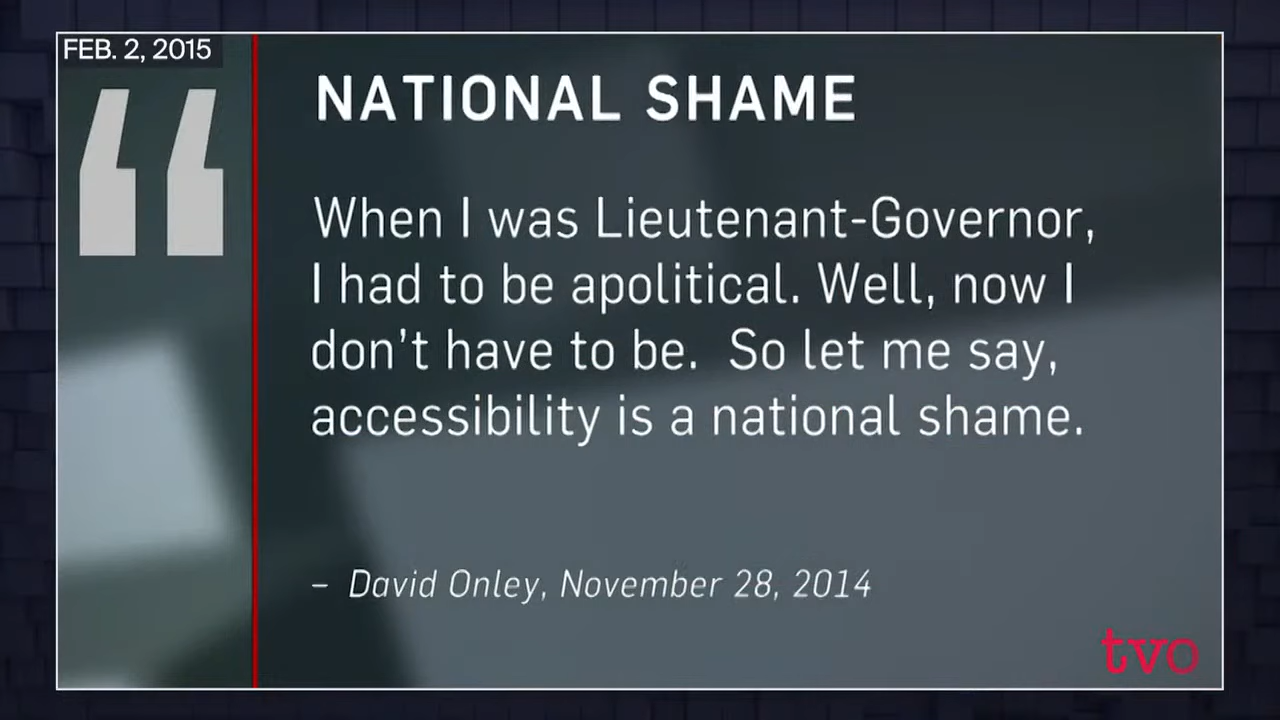 FEB. 2, 2015
“
NATIONAL SHAME
When I was Lieutenant-Governor,
I had to be apolitical. Well, now I
don’t have to be.  So let me say,
accessibility is a national shame.
– David Onley, November 28, 2014
tvo